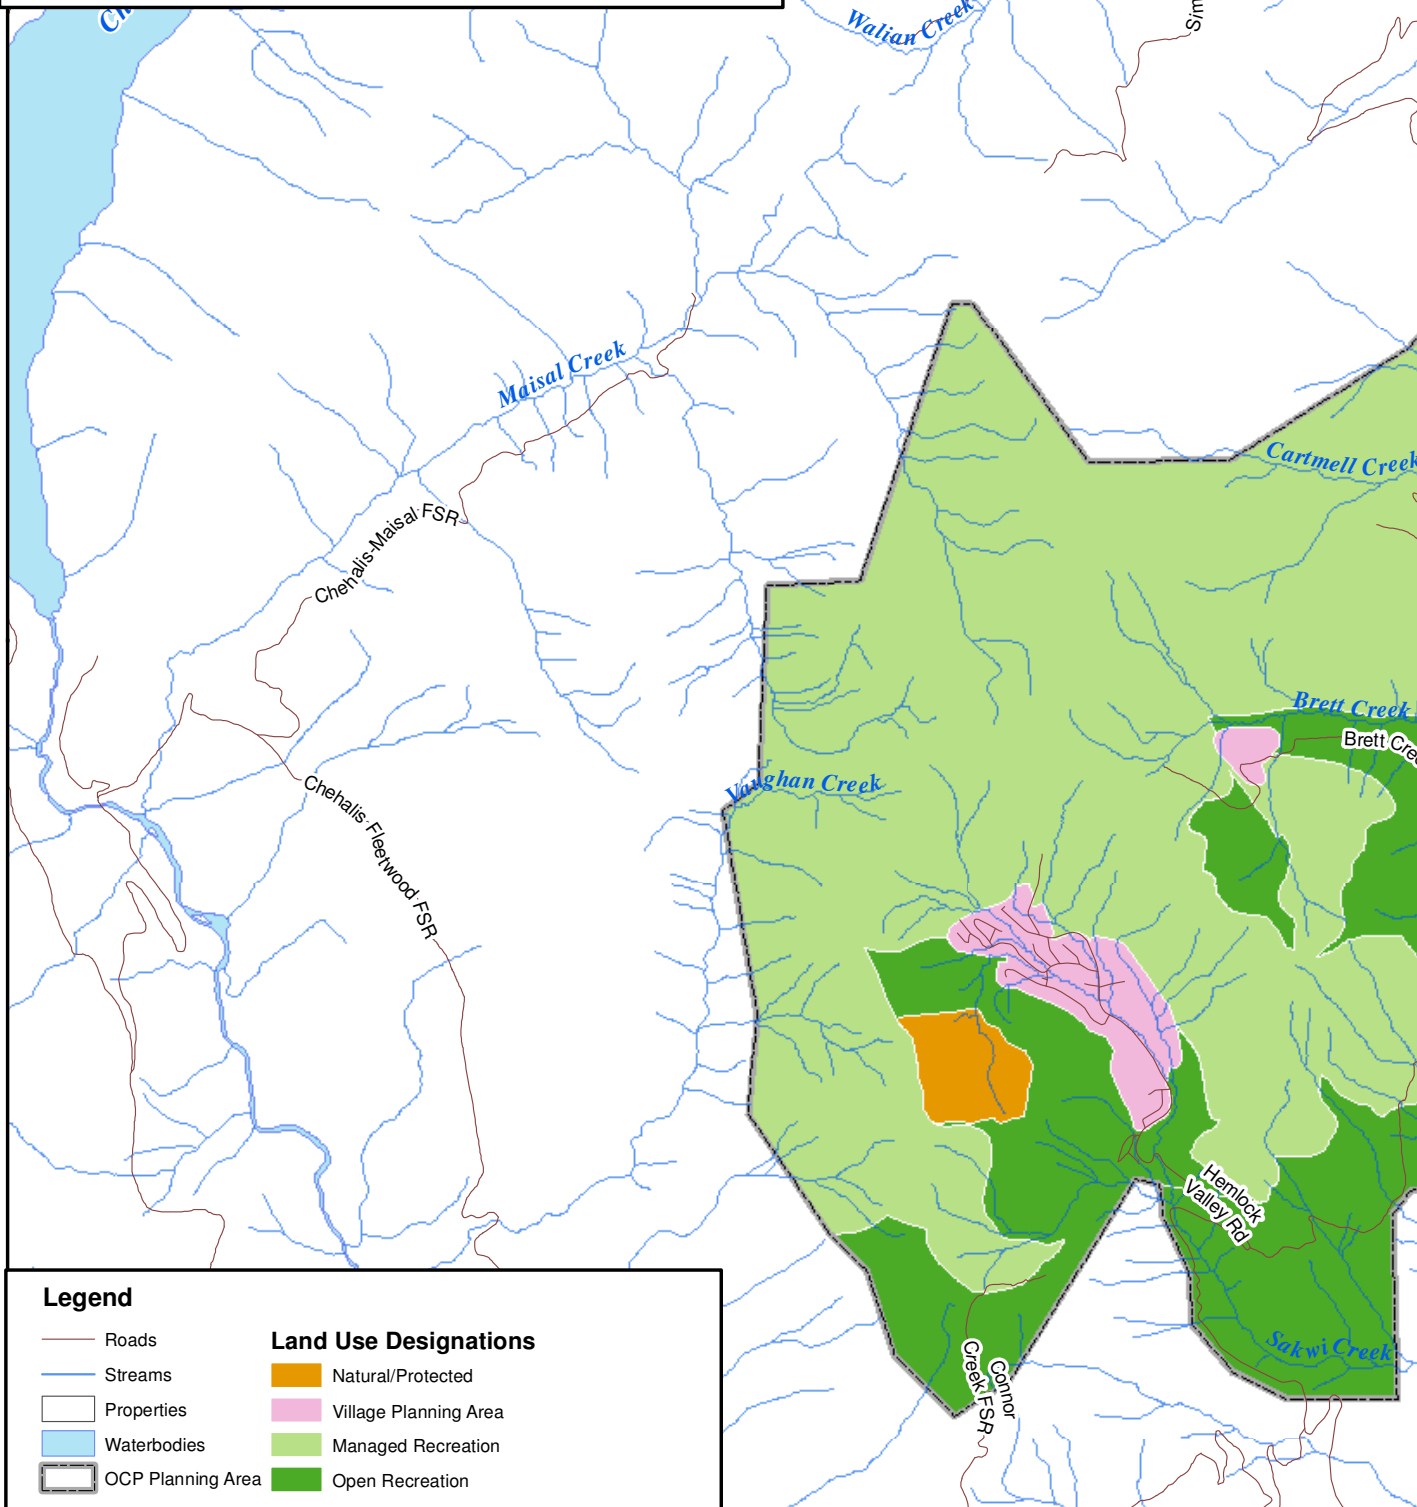 Walian Creek
Maisal Creek
Cartmell Creek
Chehalis-Maisal FSR
Brett Creek
Vaughan Creek
Chehalis Fleetwood FSR
Hemlock
Valley Rd
Sakwi Creek
Connor
Creek FSR
Legend
Roads
Streams
Properties
Waterbodies
OCP Planning Area
Land Use Designations
Natural/Protected
Village Planning Area
Managed Recreation
Open Recreation